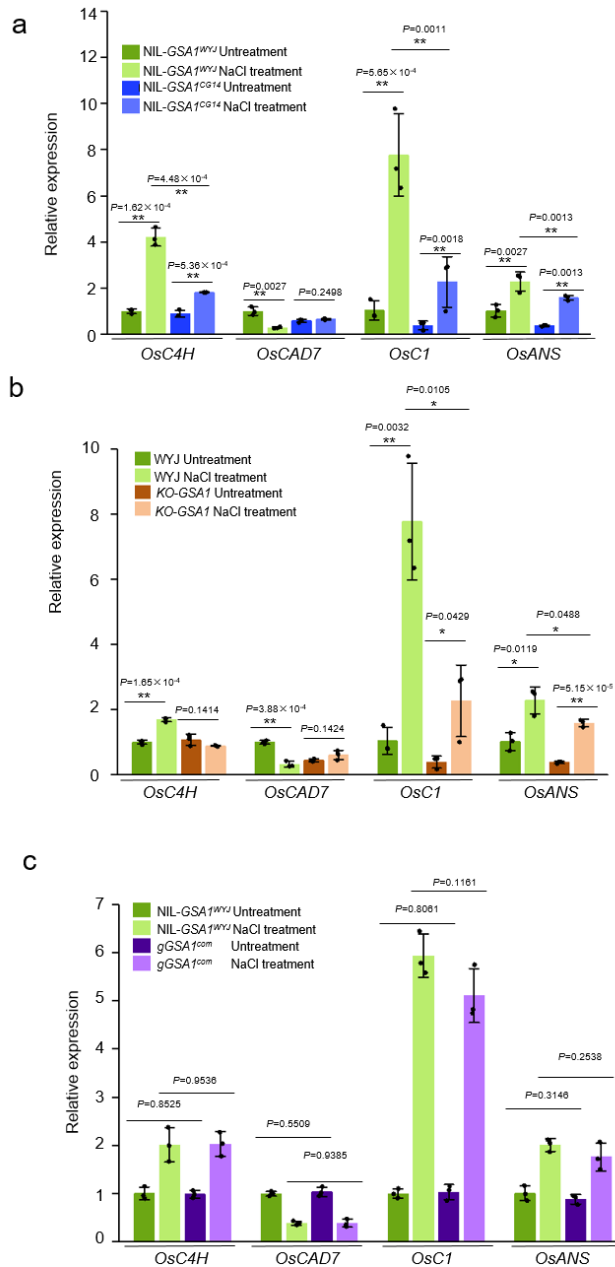 a
14
12
10
8
6
4
2
0
Relative expression
NIL-GSA1WYJ Untreatment
NIL-GSA1WYJ NaCl treatment
NIL-GSA1CG14 Untreatment
NIL-GSA1CG14 NaCl treatment
P=1.62×10-4
**
P=4.48×10-4
**
P=5.36×10-4
**
P=0.0027
**
P=0.2498
P=5.65×10-4
**
P=0.0011
**
P=0.0018
**
P=0.0027
**
P=0.0013
**
P=0.0013
**
OsC4H OsCAD7 OsC1 OsANS
b
10
8
6
4
2
0
Relative expression
WYJ Untreatment
WYJ NaCl treatment
KO-GSA1 Untreatment
KO-GSA1 NaCl treatment
P=1.65×10-4
**
P=0.1414
P=3.88×10-4
**
P=0.1424
P=0.0032
**
P=0.0105
*
P=0.0429
*
P=0.0119
*
P=0.0488
*
P=5.15×10-5
**
OsC4H OsCAD7 OsC1 OsANS
c
7
6
5
4
3
2
1
0
Relative expression
NIL-GSA1WYJ Untreatment
NIL-GSA1WYJ NaCl treatment
gGSA1com Untreatment
gGSA1com NaCl treatment
P=0.9536
P=0.8525
P=0.5509
P=0.9385
P=0.1161
P=0.8061
P=0.2538
P=0.3146
OsC4H OsCAD7 OsC1 OsANS